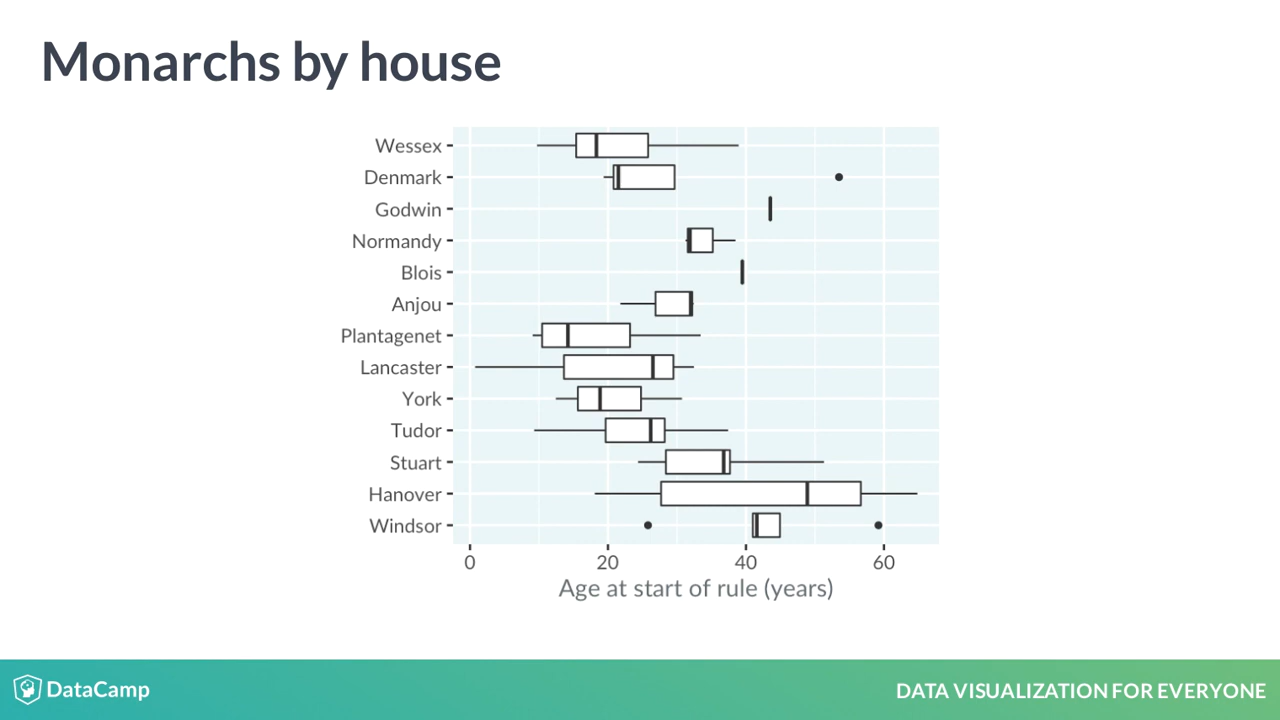 Monarchs by house
Wessex
Denmark
Godwin
Normandy
Blois
Anjou
Plantagenet
Lancaster
York
Tudor
Stuart
Hanover
Windsor
0 20 40 60
Age at start of rule (years)
DataCamp
DATA VISUALIZATION FOR EVERYONE